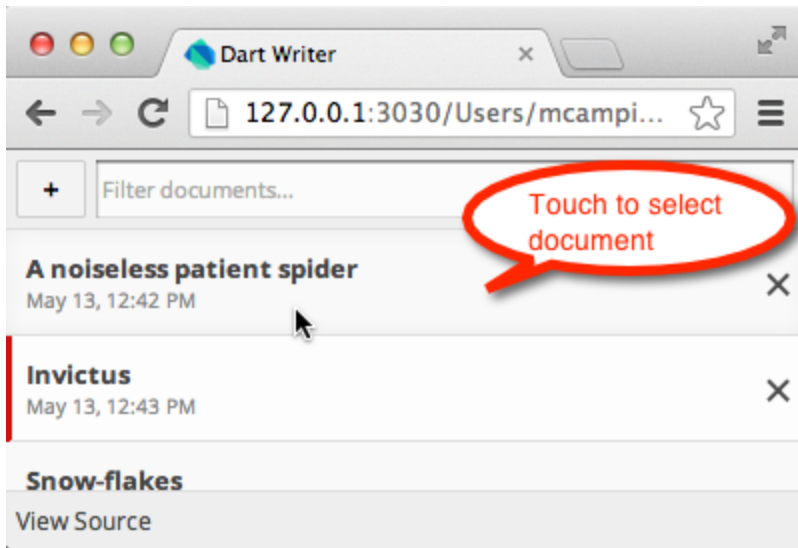 Dart Writer
127.0.0.1:3030/Users/mcampi...
+
Filter documents...
Touch to select
document
A noiseless patient spider
May 13, 12:42 PM
Invictus
May 13, 12:43 PM
Snow-flakes
View Source